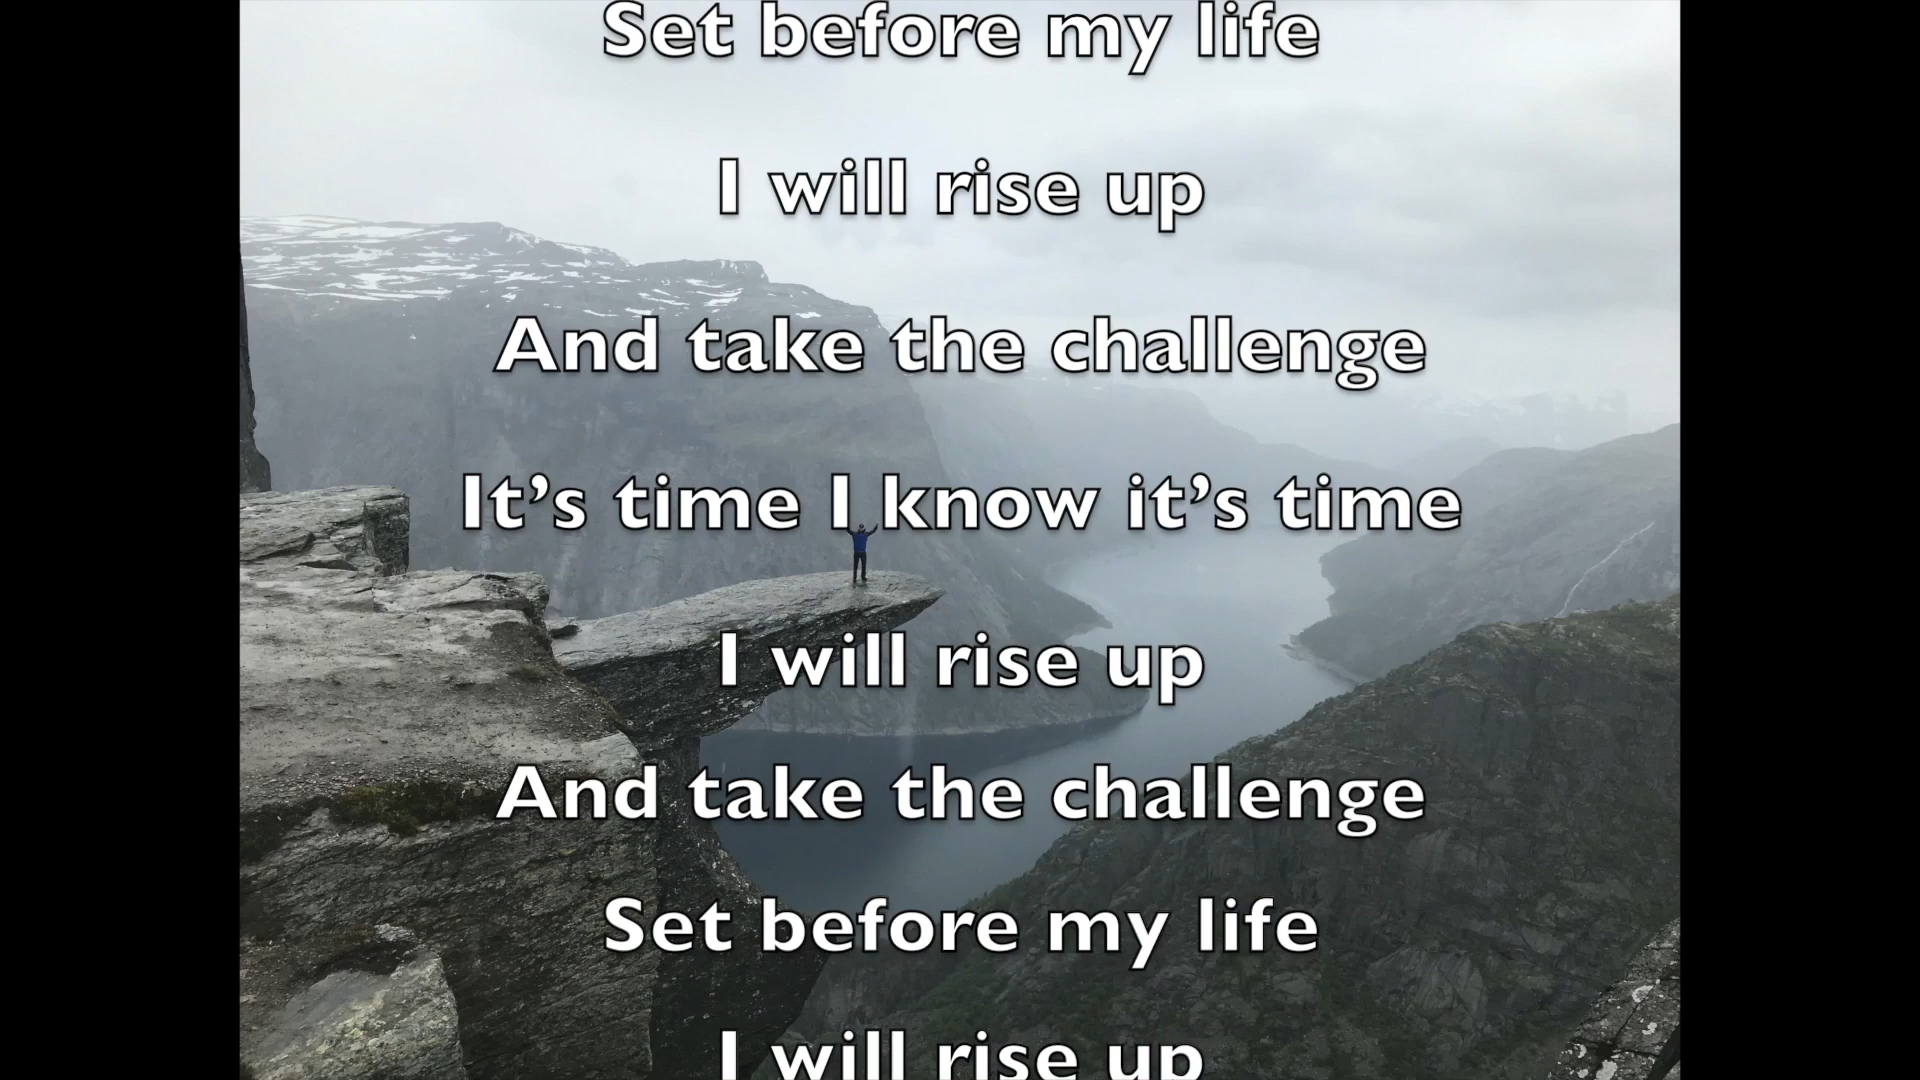 Set before my life
I will rise up
And take the challenge
It’s time I know it’s time
I will rise up
And take the challenge
Set before my life
I will rise up